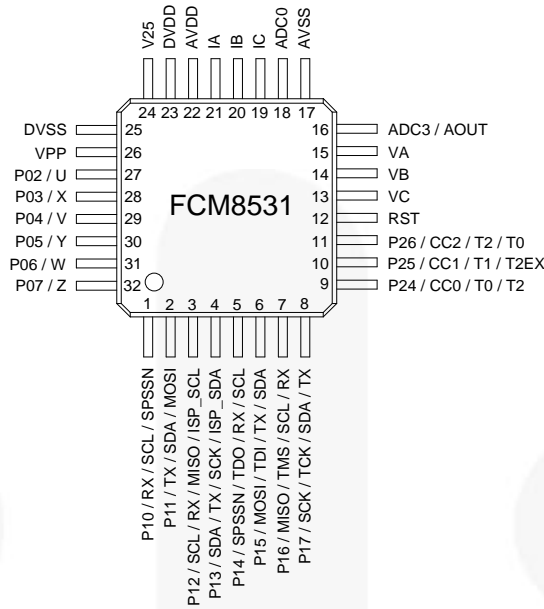 V25
DVDD
AVDD
IA
IB
IC
ADC0
AVSS
24 23 22 21 20 19 18 17
DVSS 25
VPP 26
P02 / U 27
P03 / X 28
P04 / V 29
P05 / Y 30
P06 / W 31
P07 / Z 32
FCM8531
16 ADC3 / AOUT
15 VA
14 VB
13 VC
12 RST
11 P26 / CC2 / T2 / T0
10 P25 / CC1 / T1 / T2EX
9 P24 / CC0 / T0 / T2
1 2 3 4 5 6 7 8
P10 / RX / SCL / SPSSN
P11 / TX / SDA / MOSI
P12 / SCL / RX / MISO / ISP_SCL
P13 / SDA / TX / SCK / ISP_SDA
P14 / SPSSN / TDO / RX / SCL
P15 / MOSI / TDI / TX / SDA
P16 / MISO / TMS / SCL / RX
P17 / SCK / TCK / SDA / TX